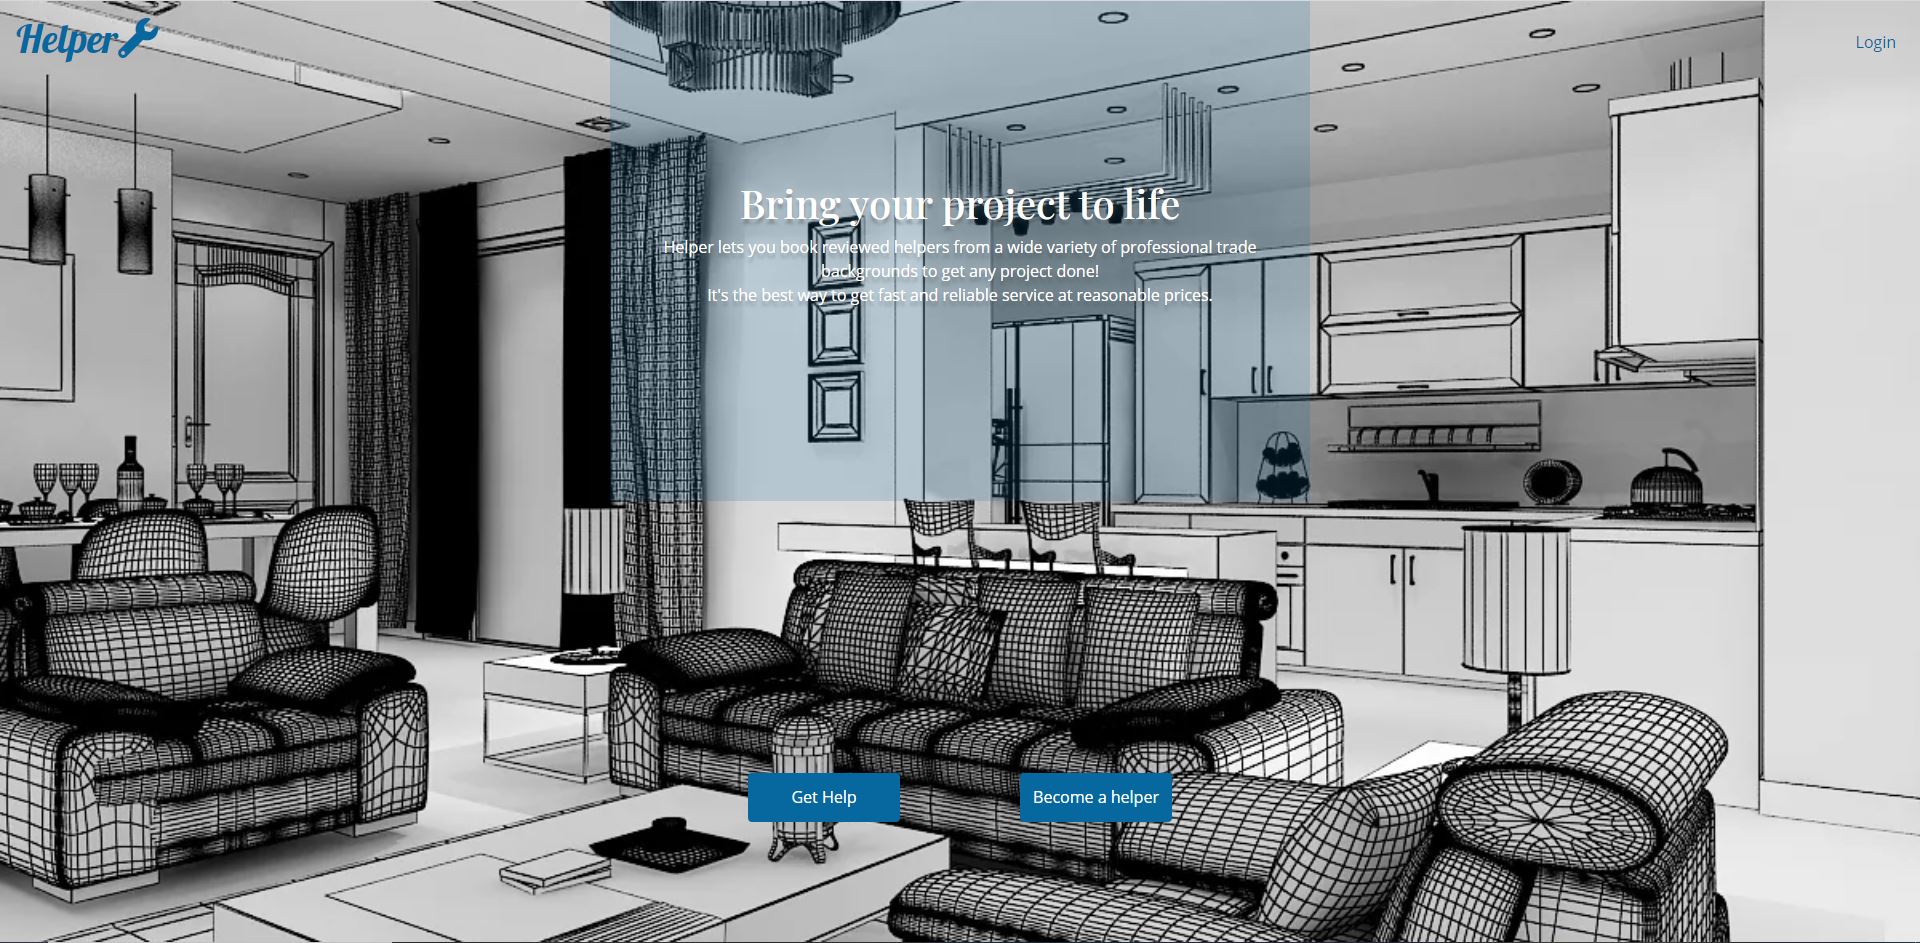 Helper
Login
Bring your project to life
Helper lets you book reviewed helpers from a wide variety of professional trade
backgrounds to get any project done!
It's the best way to get fast and reliable service at reasonable prices.
Get Help
Become a helper